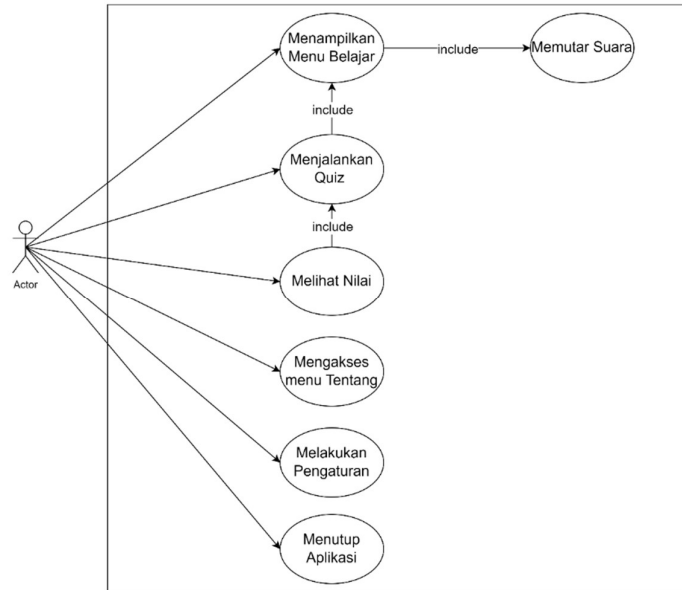 Menampilkan
Menu Belajar
include
Memutar Suara
include
Menjalankan
Quiz
include
Actor
Melihat Nilai
Mengakses
menu Tentang
Melakukan
Pengaturan
Menutup
Aplikasi